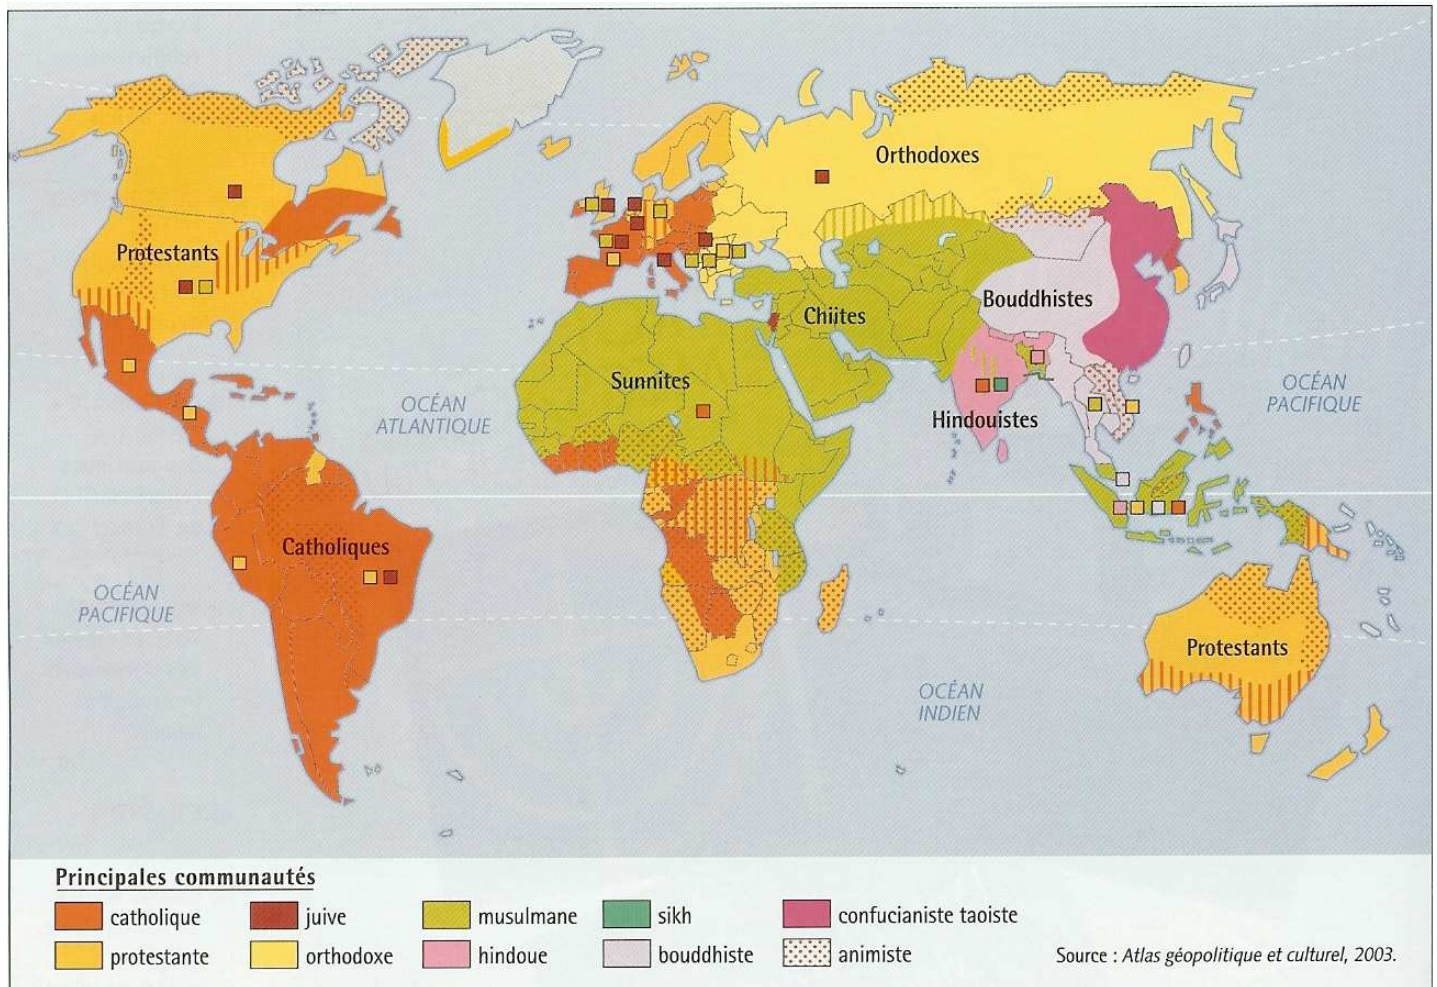 Orthodoxes
Protestants
Bouddhistes
Chiites
Sunnites
OCÉAN
ATLANTIQUE
OCÉAN
PACIFIQUE
Hindouistes
Catholiques
OCÉAN
PACIFIQUE
Protestants
OCÉAN
INDIEN
Principales communautés
catholique
juive
musulmane
sikh
confucianiste taoiste
protestante
orthodoxe
hindoue
bouddhiste
animiste
Source : Atlas géopolitique et culturel, 2003.